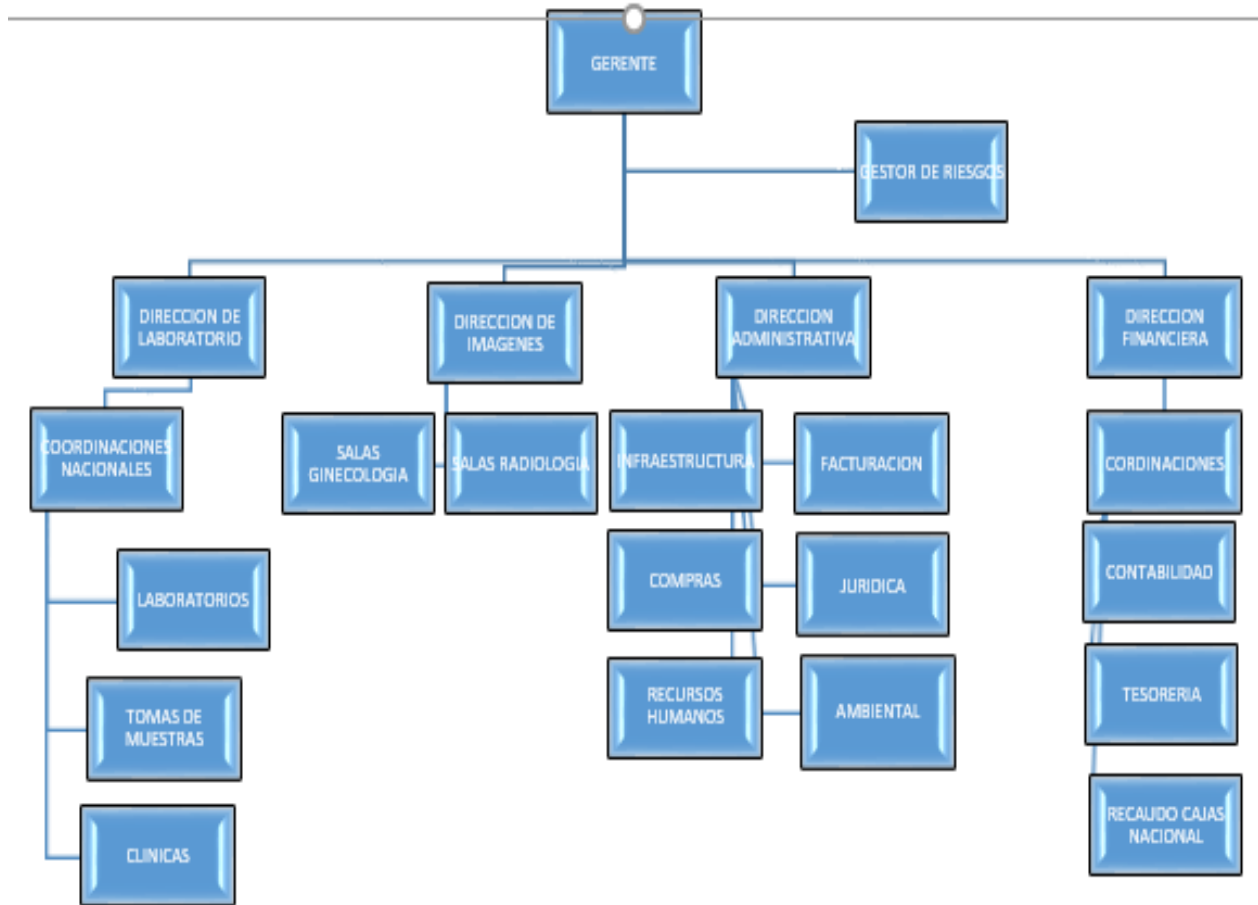 GERENTE
GESTOR DE RIESGOS
DIRECCION DE
LABORATORIO
DIRECCION DE
IMAGENES
DIRECCION
ADMINISTRATIVA
DIRECCION
FINANCIERA
COORDINACIONES
NACIONALES
SALAS
GINECOLOGIA
SALAS RADIOLOGIA
INFRAESTRUCTURA
FACTURACION
CORDINACIONES
LABORATORIOS
COMPRAS
JURIDICA
CONTABILIDAD
TOMAS DE
MUESTRAS
RECURSOS
HUMANOS
AMBIENTAL
TESORERIA
CLINICAS
RECAUDO CAJAS
NACIONAL